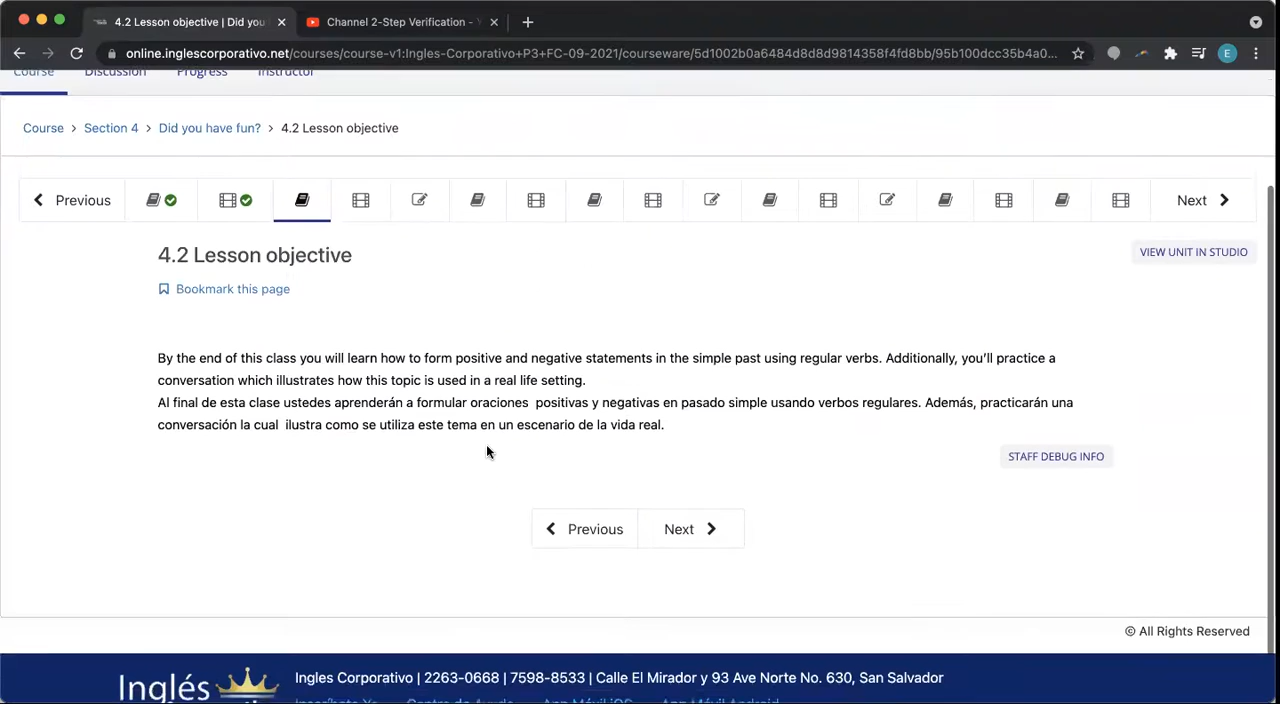 4.2 Lesson objective | Did you
Channel 2-Step Verification - Y
online.inglescorporativo.net/courses/course-v1:Ingles-Corporativo+P3+FC-09-2021/courseware/5d1002b0a6484d8d8d9814358f4fd8bb/95b100dcc35b4a0...
E
Course Discussion Progress Instructor
Course > Section 4 > Did you have fun? > 4.2 Lesson objective
Previous
Next
4.2 Lesson objective
VIEW UNIT IN STUDIO
Bookmark this page
By the end of this class you will learn how to form positive and negative statements in the simple past using regular verbs. Additionally, you'll practice a
conversation which illustrates how this topic is used in a real life setting.
Al final de esta clase ustedes aprenderán a formular oraciones positivas y negativas en pasado simple usando verbos regulares. Además, practicarán una
conversación la cual ilustra como se utiliza este tema en un escenario de la vida real.
STAFF DEBUG INFO
Previous Next
© All Rights Reserved
Inglés
Ingles Corporativo | 2263-0668 | 7598-8533 | Calle El Mirador y 93 Ave Norte No. 630, San Salvador